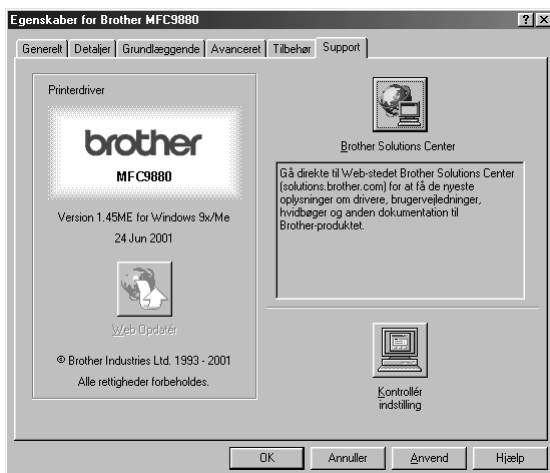 Egenskaber for Brother MFC9880
Generelt Detaljer Grundlæggende Avanceret Tilbehør Support
Printerdriver
brother
MFC9880
Version 1.45ME for Windows 9x/Me
24 Jun 2001
Web Opdatér
© Brother Industries Ltd. 1993 - 2001
Alle rettigheder forbeholdes.
Brother Solutions Center
Gå direkte til Web-stedet Brother Solutions Center
(solutions.brother.com) for at få de nyeste
oplysninger om drivere, brugervejledninger,
hvidbøger og anden dokumentation til
Brother-produktet.
Kontrollér
indstilling
OK Annuller Anvend Hjælp